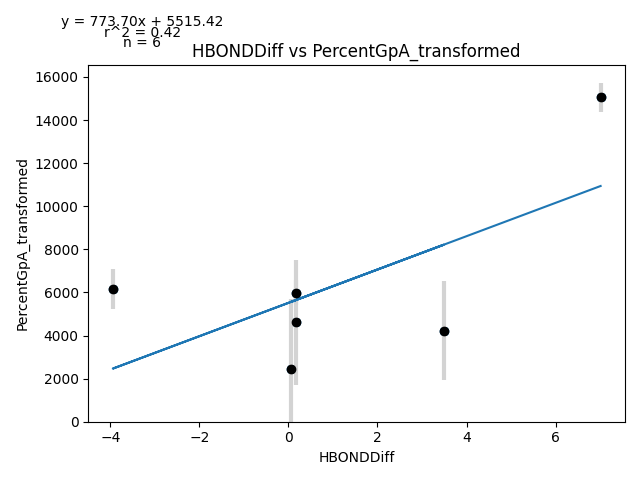 y = 773.70x + 5515.42
r^2 = 0.42
n = 6
HBONDDiff vs PercentGpA_transformed
16000
14000
12000
10000
8000
6000
4000
2000
0
PercentGpA_transformed
−4
−2
0
2
4
6
HBONDDiff